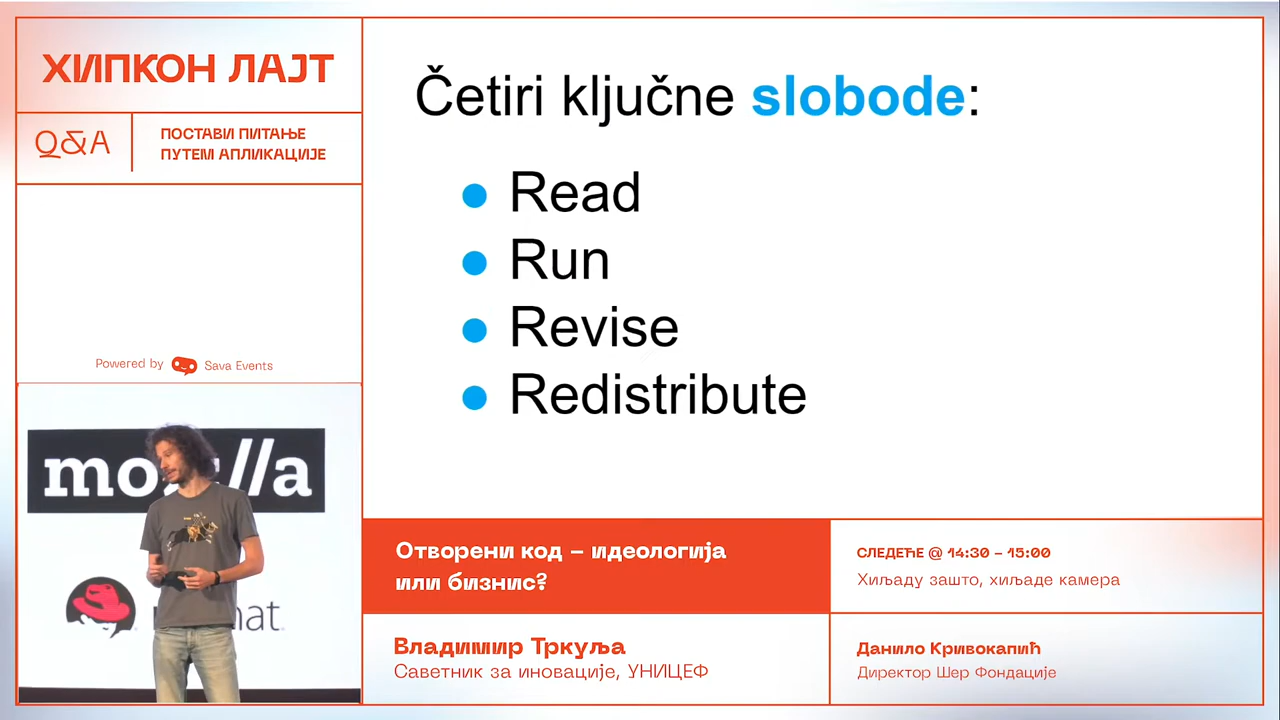 ХИПКОН ЛАЈТ
Q&A
ПОСТАВИ ПИТАЊЕ
ПУТЕМ АПЛИКАЦИЈЕ
Powered by Sava Events
Četiri ključne slobode:
Read
Run
Revise
Redistribute
Отворени код – идеологија
или бизнис?
Владимир Тркуља
Саветник за иновације, УНИЦЕФ
СЛЕДЕЋЕ @ 14:30 – 15:00
Хиљаду зашто, хиљаде камера
Данило Кривокапић
Директор Шер Фондације